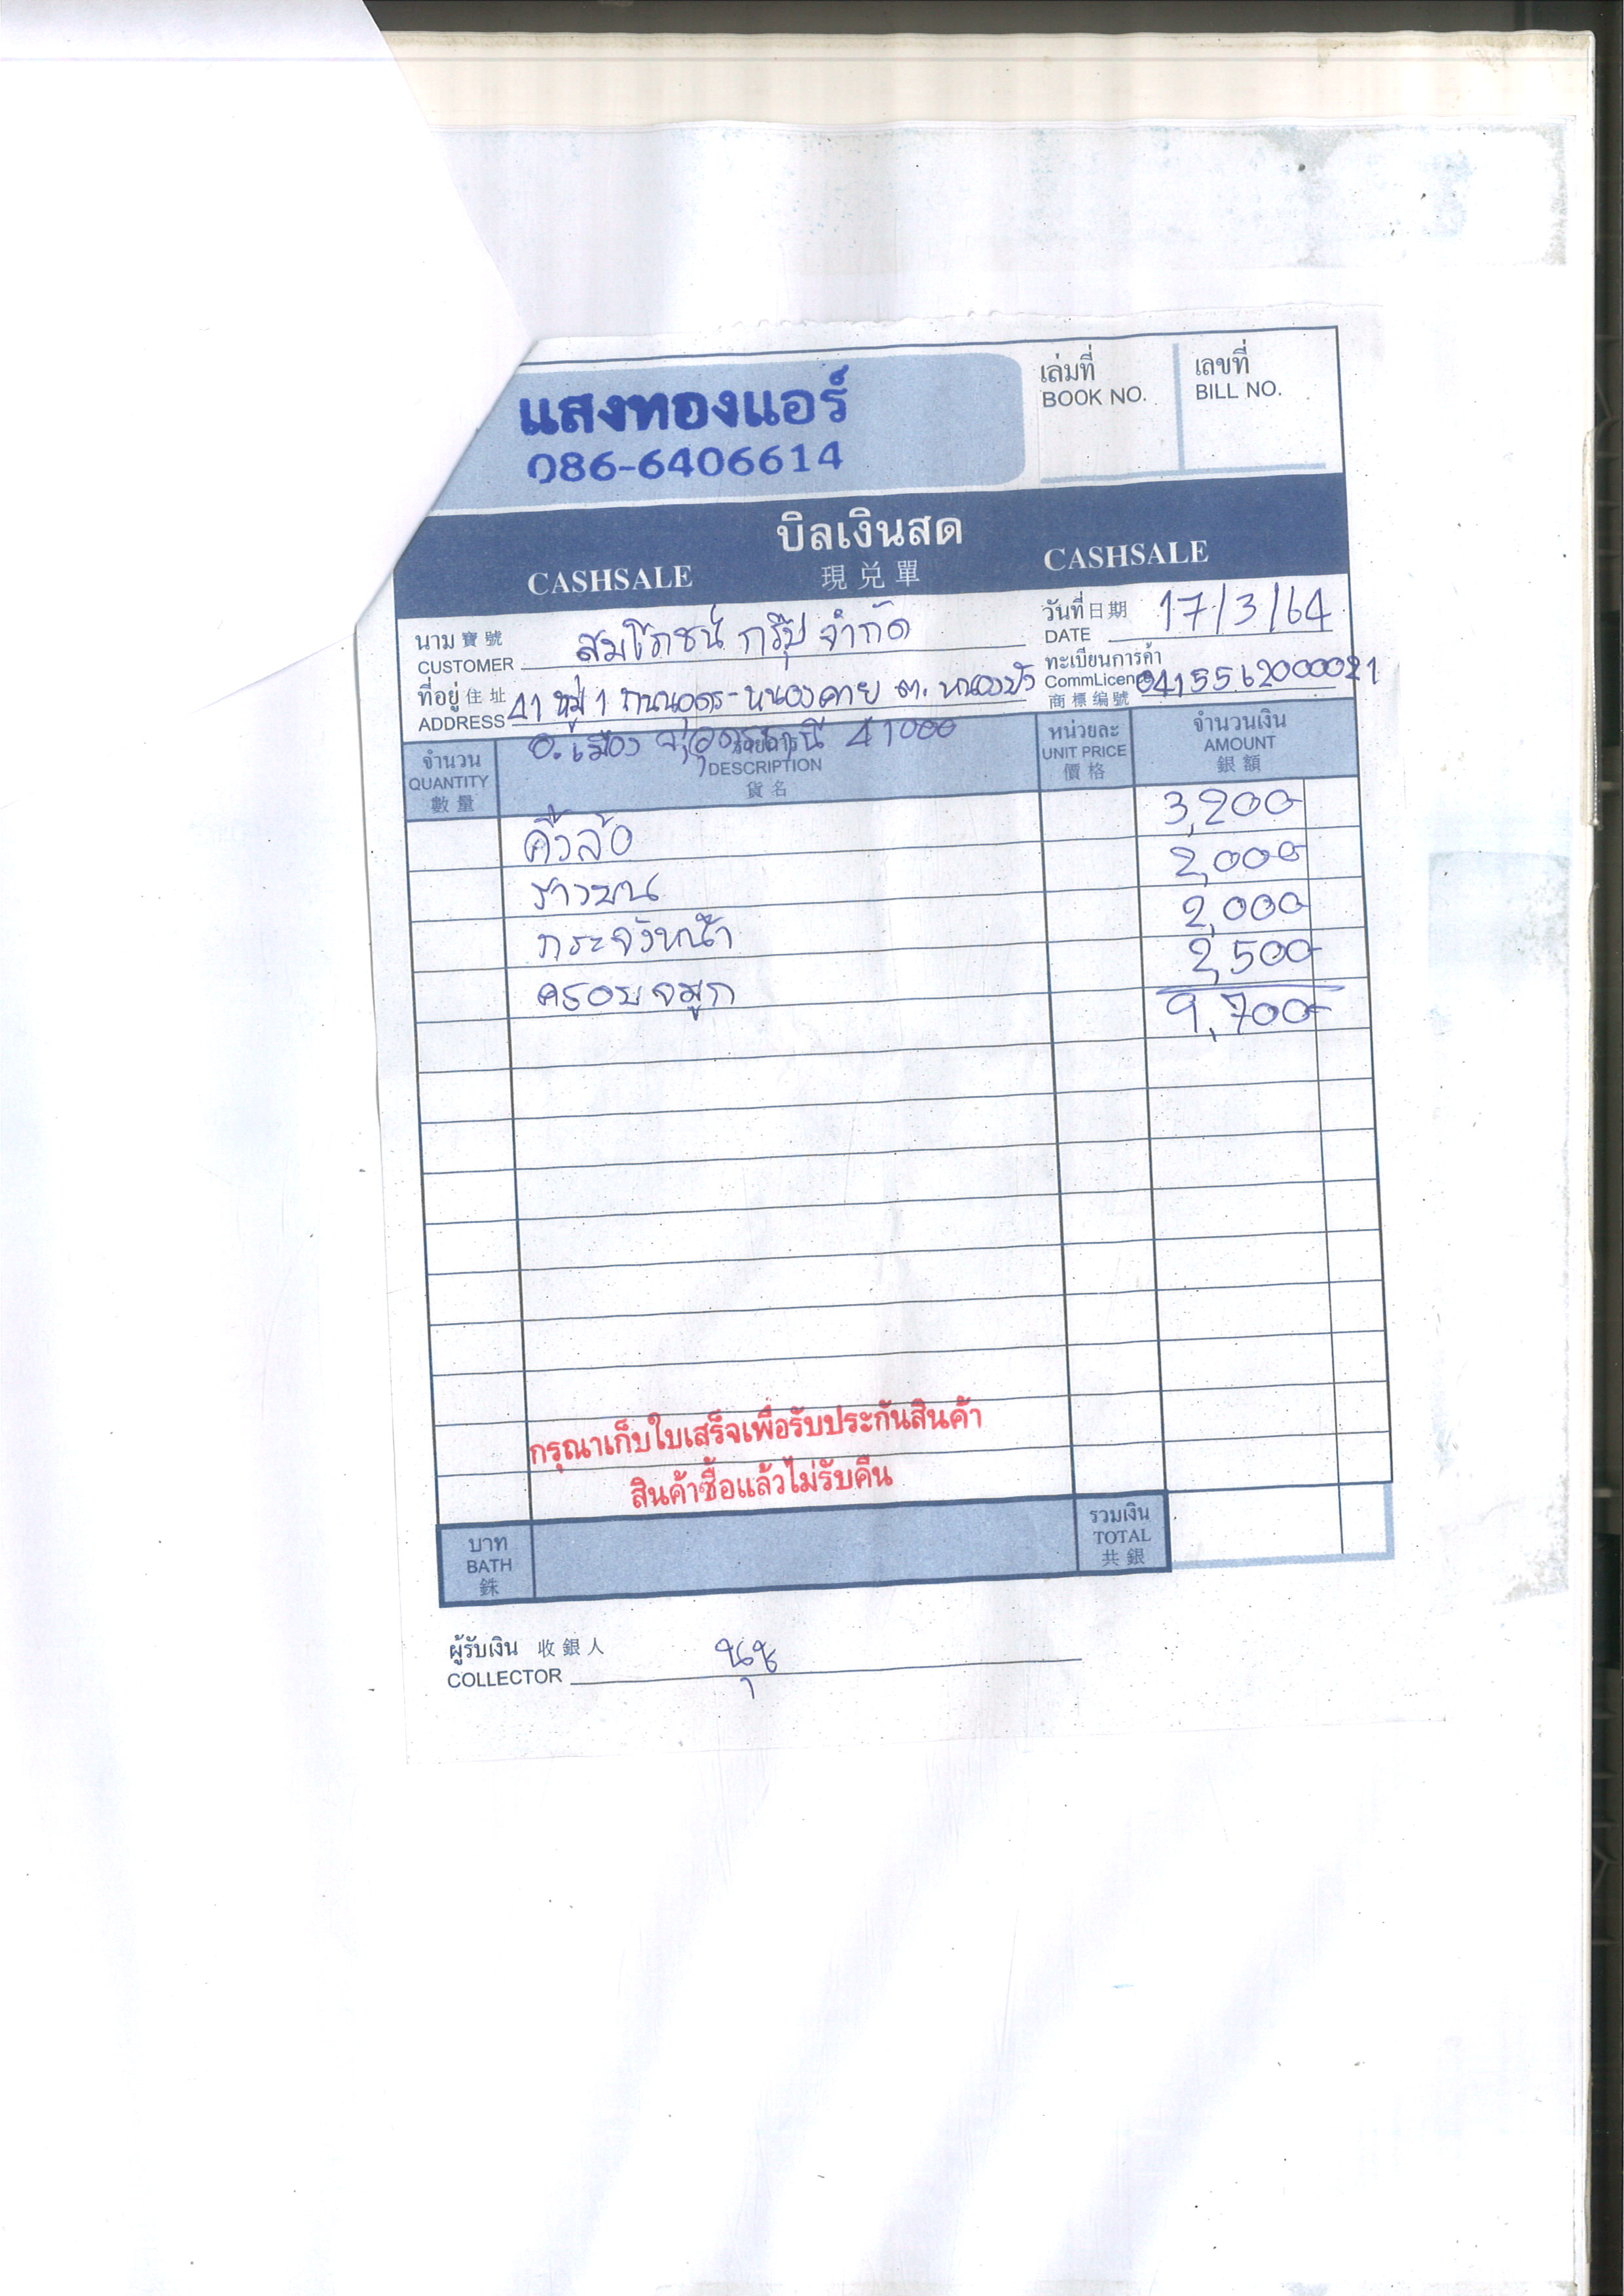 แสงทองแอร์
086-6406614
เล่มที่
BOOK NO.
เลขที่
BILL NO.
บิลเงินสด
CASHSALE 現兑單 CASHSALE
นาม 寶號
CUSTOMER สมโภชน์ กรุ๊ป จำกัด
วันที่ 日期
DATE 17/3/64
ที่อยู่ 住址
ADDRESS 41 หมู่ 1 ถนนอุดร-หนองคาย ต. หนองบัว
อ.เมือง จ.อุดรธานี 41000
ทะเบียนการค้า
CommLicence 0415562000021
商標编號
จำนวน
QUANTITY
數量
รายการ
DESCRIPTION
貨名
หน่วยละ
UNIT PRICE
價格
จำนวนเงิน
AMOUNT
銀額
คิ้วล้อ 3,200-
ราวบน 2,000-
กระจังหน้า 2,000-
ครอบจมูก 2,500-
9,700-
กรุณาเก็บใบเสร็จเพื่อรับประกันสินค้า
สินค้าซื้อแล้วไม่รับคืน
บาท
BATH
銖
รวมเงิน
TOTAL
共銀
ผู้รับเงิน 收銀人
COLLECTOR นุช